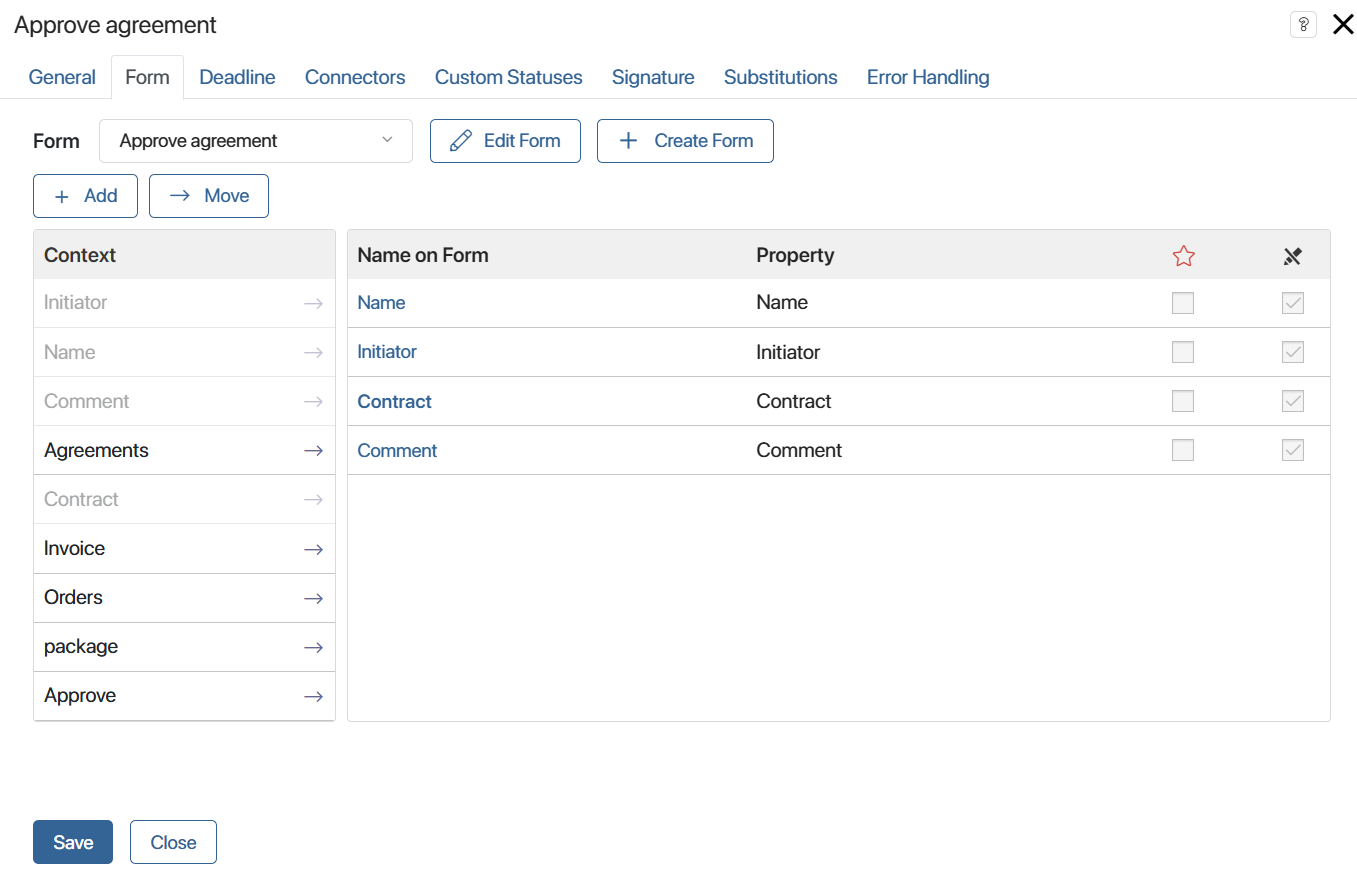 Approve agreement ?
General Form Deadline Connectors Custom Statuses Signature Substitutions Error Handling
Form Approve agreement Edit Form + Create Form
+ Add → Move
Context Name on Form Property
Initiator → Name Name
Name → Initiator Initiator
Comment → Contract Contract
Agreements → Comment Comment
Contract →
Invoice →
Orders →
package →
Approve →
Save Close